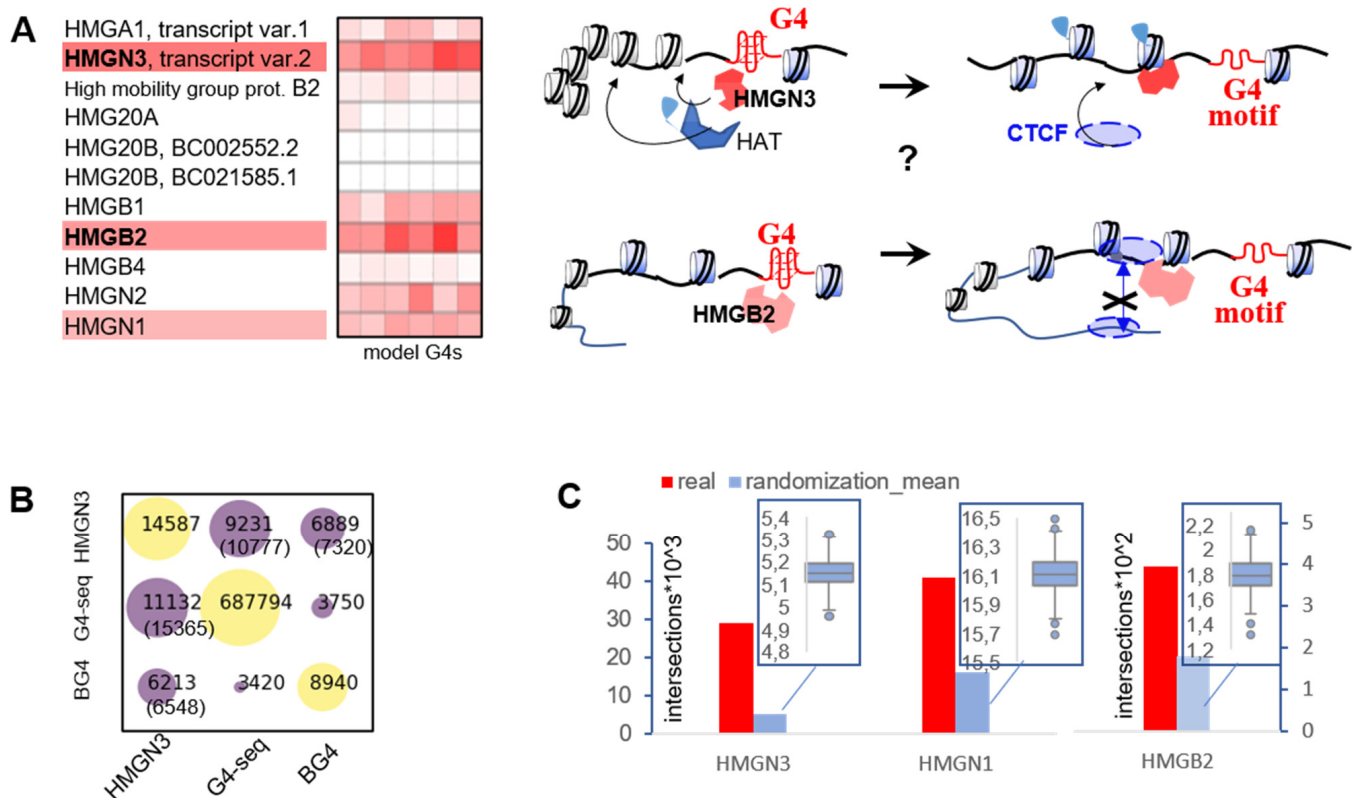 A
HMGA1, transcript var.1
HMGN3, transcript var.2
High mobility group prot. B2
HMG20A
HMG20B, BC002552.2
HMG20B, BC021585.1
HMGB1
HMGB2
HMGB4
HMGN2
HMGN1
model G4s
G4
HMGN3
HAT
G4
motif
CTCF
?
G4
HMGB2
G4
motif
B
HMGN3
G4-seq
BG4
14587
9231
(10777)
6889
(7320)
11132
(15365)
687794
3750
6213
(6548)
3420
8940
HMGN3
G4-seq
BG4
C
real
randomization_mean
intersections*10^3
50
40
30
20
10
0
5,4
5,3
5,2
5,1
5
4,9
4,8
16,5
16,3
16,1
15,9
15,7
15,5
intersections*10^2
2,2
2
1,8
1,6
1,4
1,2
5
4
3
2
1
0
HMGN3
HMGN1
HMGB2